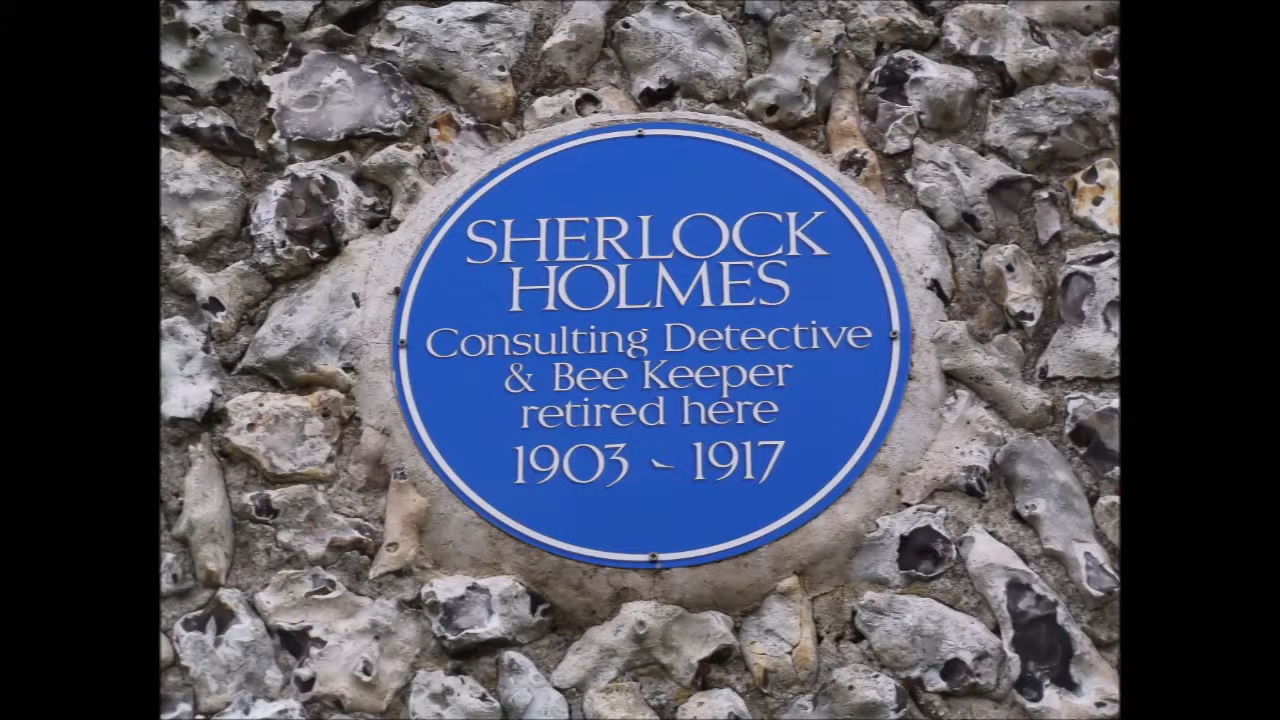 SHERLOCK
HOLMES
Consulting Detective
& Bee Keeper
retired here
1903 - 1917